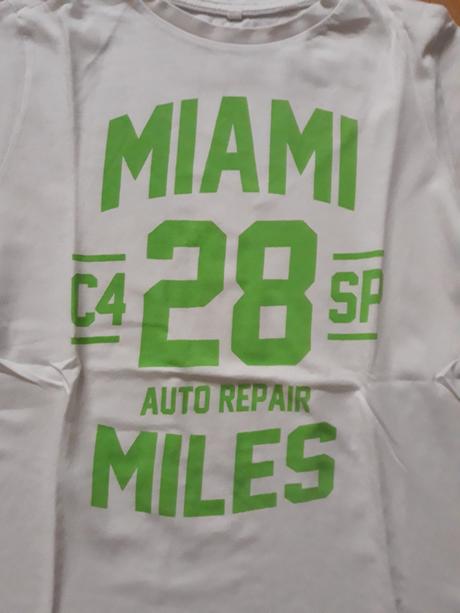 MIAMI
C4 28 SP
AUTO REPAIR
MILES